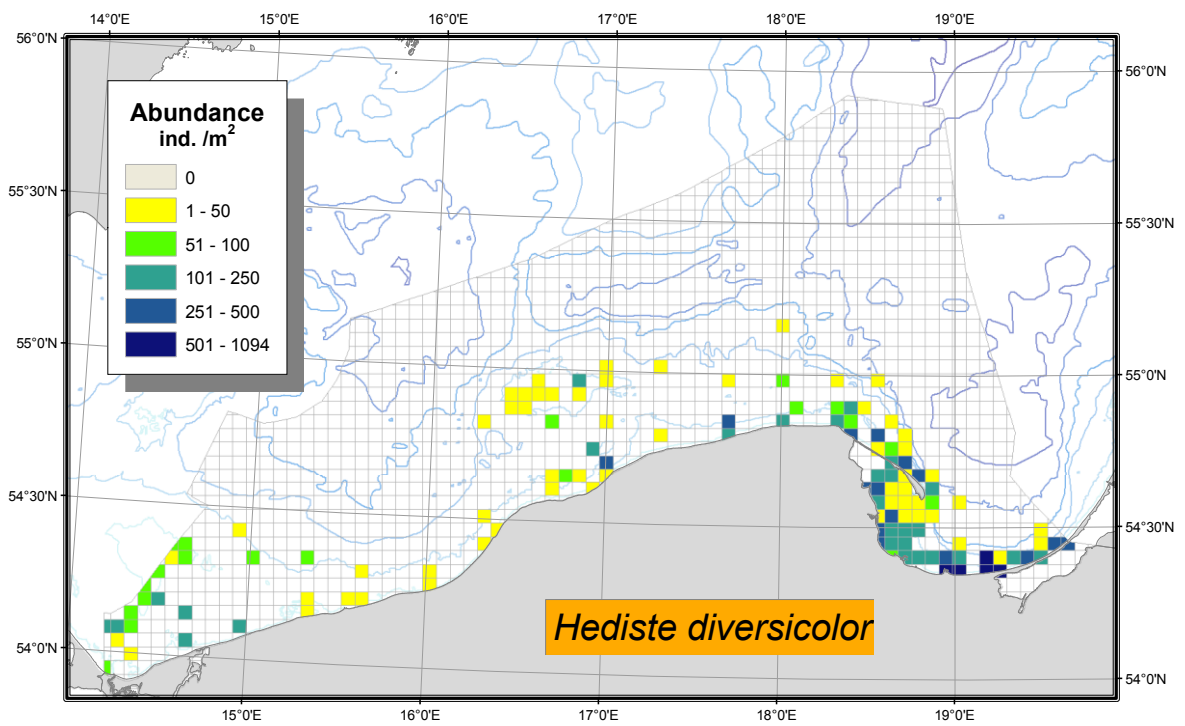 14°0'E 15°0'E 16°0'E 17°0'E 18°0'E 19°0'E
56°0'N
56°0'N
Abundance
ind. /m²
0
1 - 50
51 - 100
101 - 250
251 - 500
501 - 1094
55°30'N
55°30'N
55°0'N
55°0'N
54°30'N
54°30'N
Hediste diversicolor
54°0'N
54°0'N
15°0'E 16°0'E 17°0'E 18°0'E 19°0'E